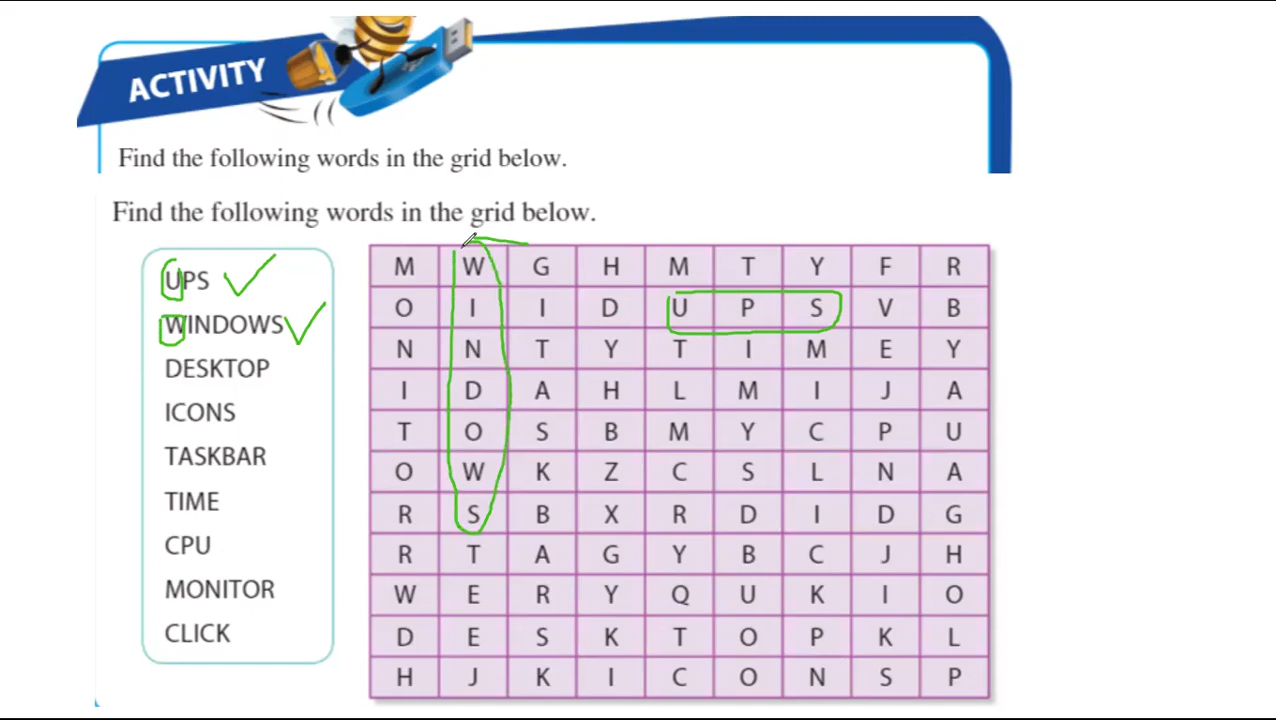 ACTIVITY
Find the following words in the grid below.
Find the following words in the grid below.
UPS
WINDOWS
DESKTOP
ICONS
TASKBAR
TIME
CPU
MONITOR
CLICK
M W G H M T Y F R
O I I D U P S V B
N N T Y T I M E Y
I D A H L M I J A
T O S B M Y C P U
O W K Z C S L N A
R S B X R D I D G
R T A G Y B C J H
W E R Y Q U K I O
D E S K T O P K L
H J K I C O N S P